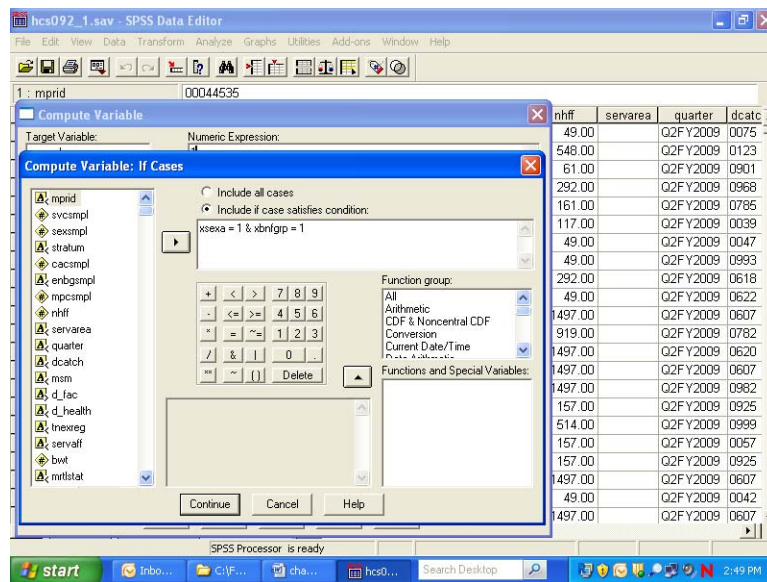 hcs092_1.sav - SPSS Data Editor
File Edit View Data Transform Analyze Graphs Utilities Add-ons Window Help
1 : mprid 00044535
Compute Variable
Target Variable: Numeric Expression:
Compute Variable: If Cases
Include all cases
Include if case satisfies condition:
xsexa = 1 & xbnfgrp = 1
mprid
svcsmpl
sexsmpl
stratum
cacsmpl
enbgsmpl
mpcsmpl
nhff
servarea
quarter
dcatch
msm
d_fac
d_health
tnexreg
servaff
bwt
mrtlstat
+ < > 7 8 9
- <= >= 4 5 6
* = ~= 1 2 3
/ & | 0 .
** ~ () Delete
Function group:
All
Arithmetic
CDF & Noncentral CDF
Conversion
Current Date/Time
Date Arithmetic
Functions and Special Variables:
Continue Cancel Help
nhff servarea quarter dcatc
49.00 Q2FY2009 0075
548.00 Q2FY2009 0123
61.00 Q2FY2009 0901
292.00 Q2FY2009 0968
161.00 Q2FY2009 0785
117.00 Q2FY2009 0039
49.00 Q2FY2009 0047
49.00 Q2FY2009 0993
292.00 Q2FY2009 0618
49.00 Q2FY2009 0622
1497.00 Q2FY2009 0607
919.00 Q2FY2009 0782
1497.00 Q2FY2009 0620
1497.00 Q2FY2009 0607
1497.00 Q2FY2009 0982
157.00 Q2FY2009 0925
514.00 Q2FY2009 0999
157.00 Q2FY2009 0057
157.00 Q2FY2009 0925
1497.00 Q2FY2009 0607
49.00 Q2FY2009 0042
1497.00 Q2FY2009 0607
SPSS Processor is ready
start Inbo... C:\F... cha... hcs0... Search Desktop 2:49 PM